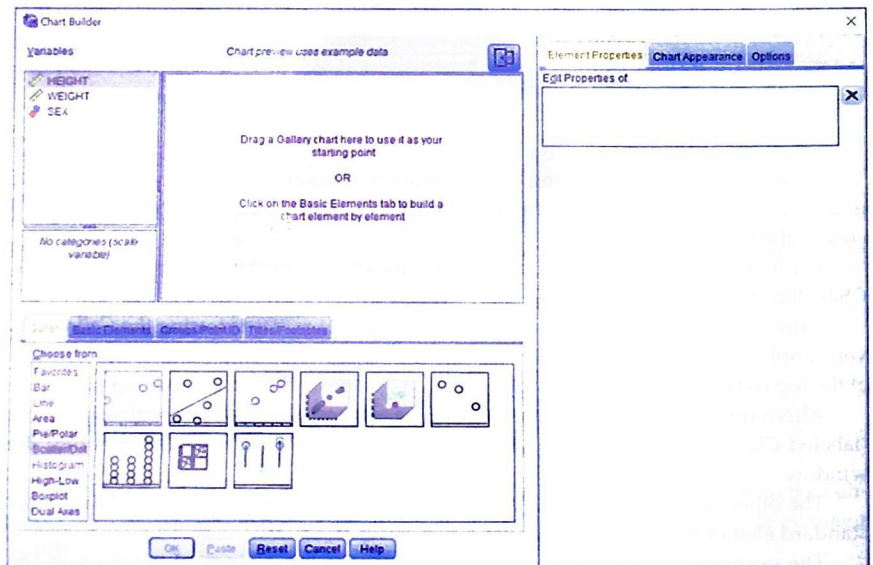 Chart Builder
Variables:
Chart preview uses example data
HEIGHT
WEIGHT
SEX
Drag a Gallery chart here to use it as your
starting point
OR
Click on the Basic Elements tab to build a
chart element by element
No categories (scale
variable)
Basic Elements Groups/Point ID Titles/Footnotes
Choose from:
Favorites
Bar
Line
Area
Pie/Polar
Scatter/Dot
Histogram
High-Low
Boxplot
Dual Axes
OK Paste Reset Cancel Help
Element Properties Chart Appearance Options
Edit Properties of: